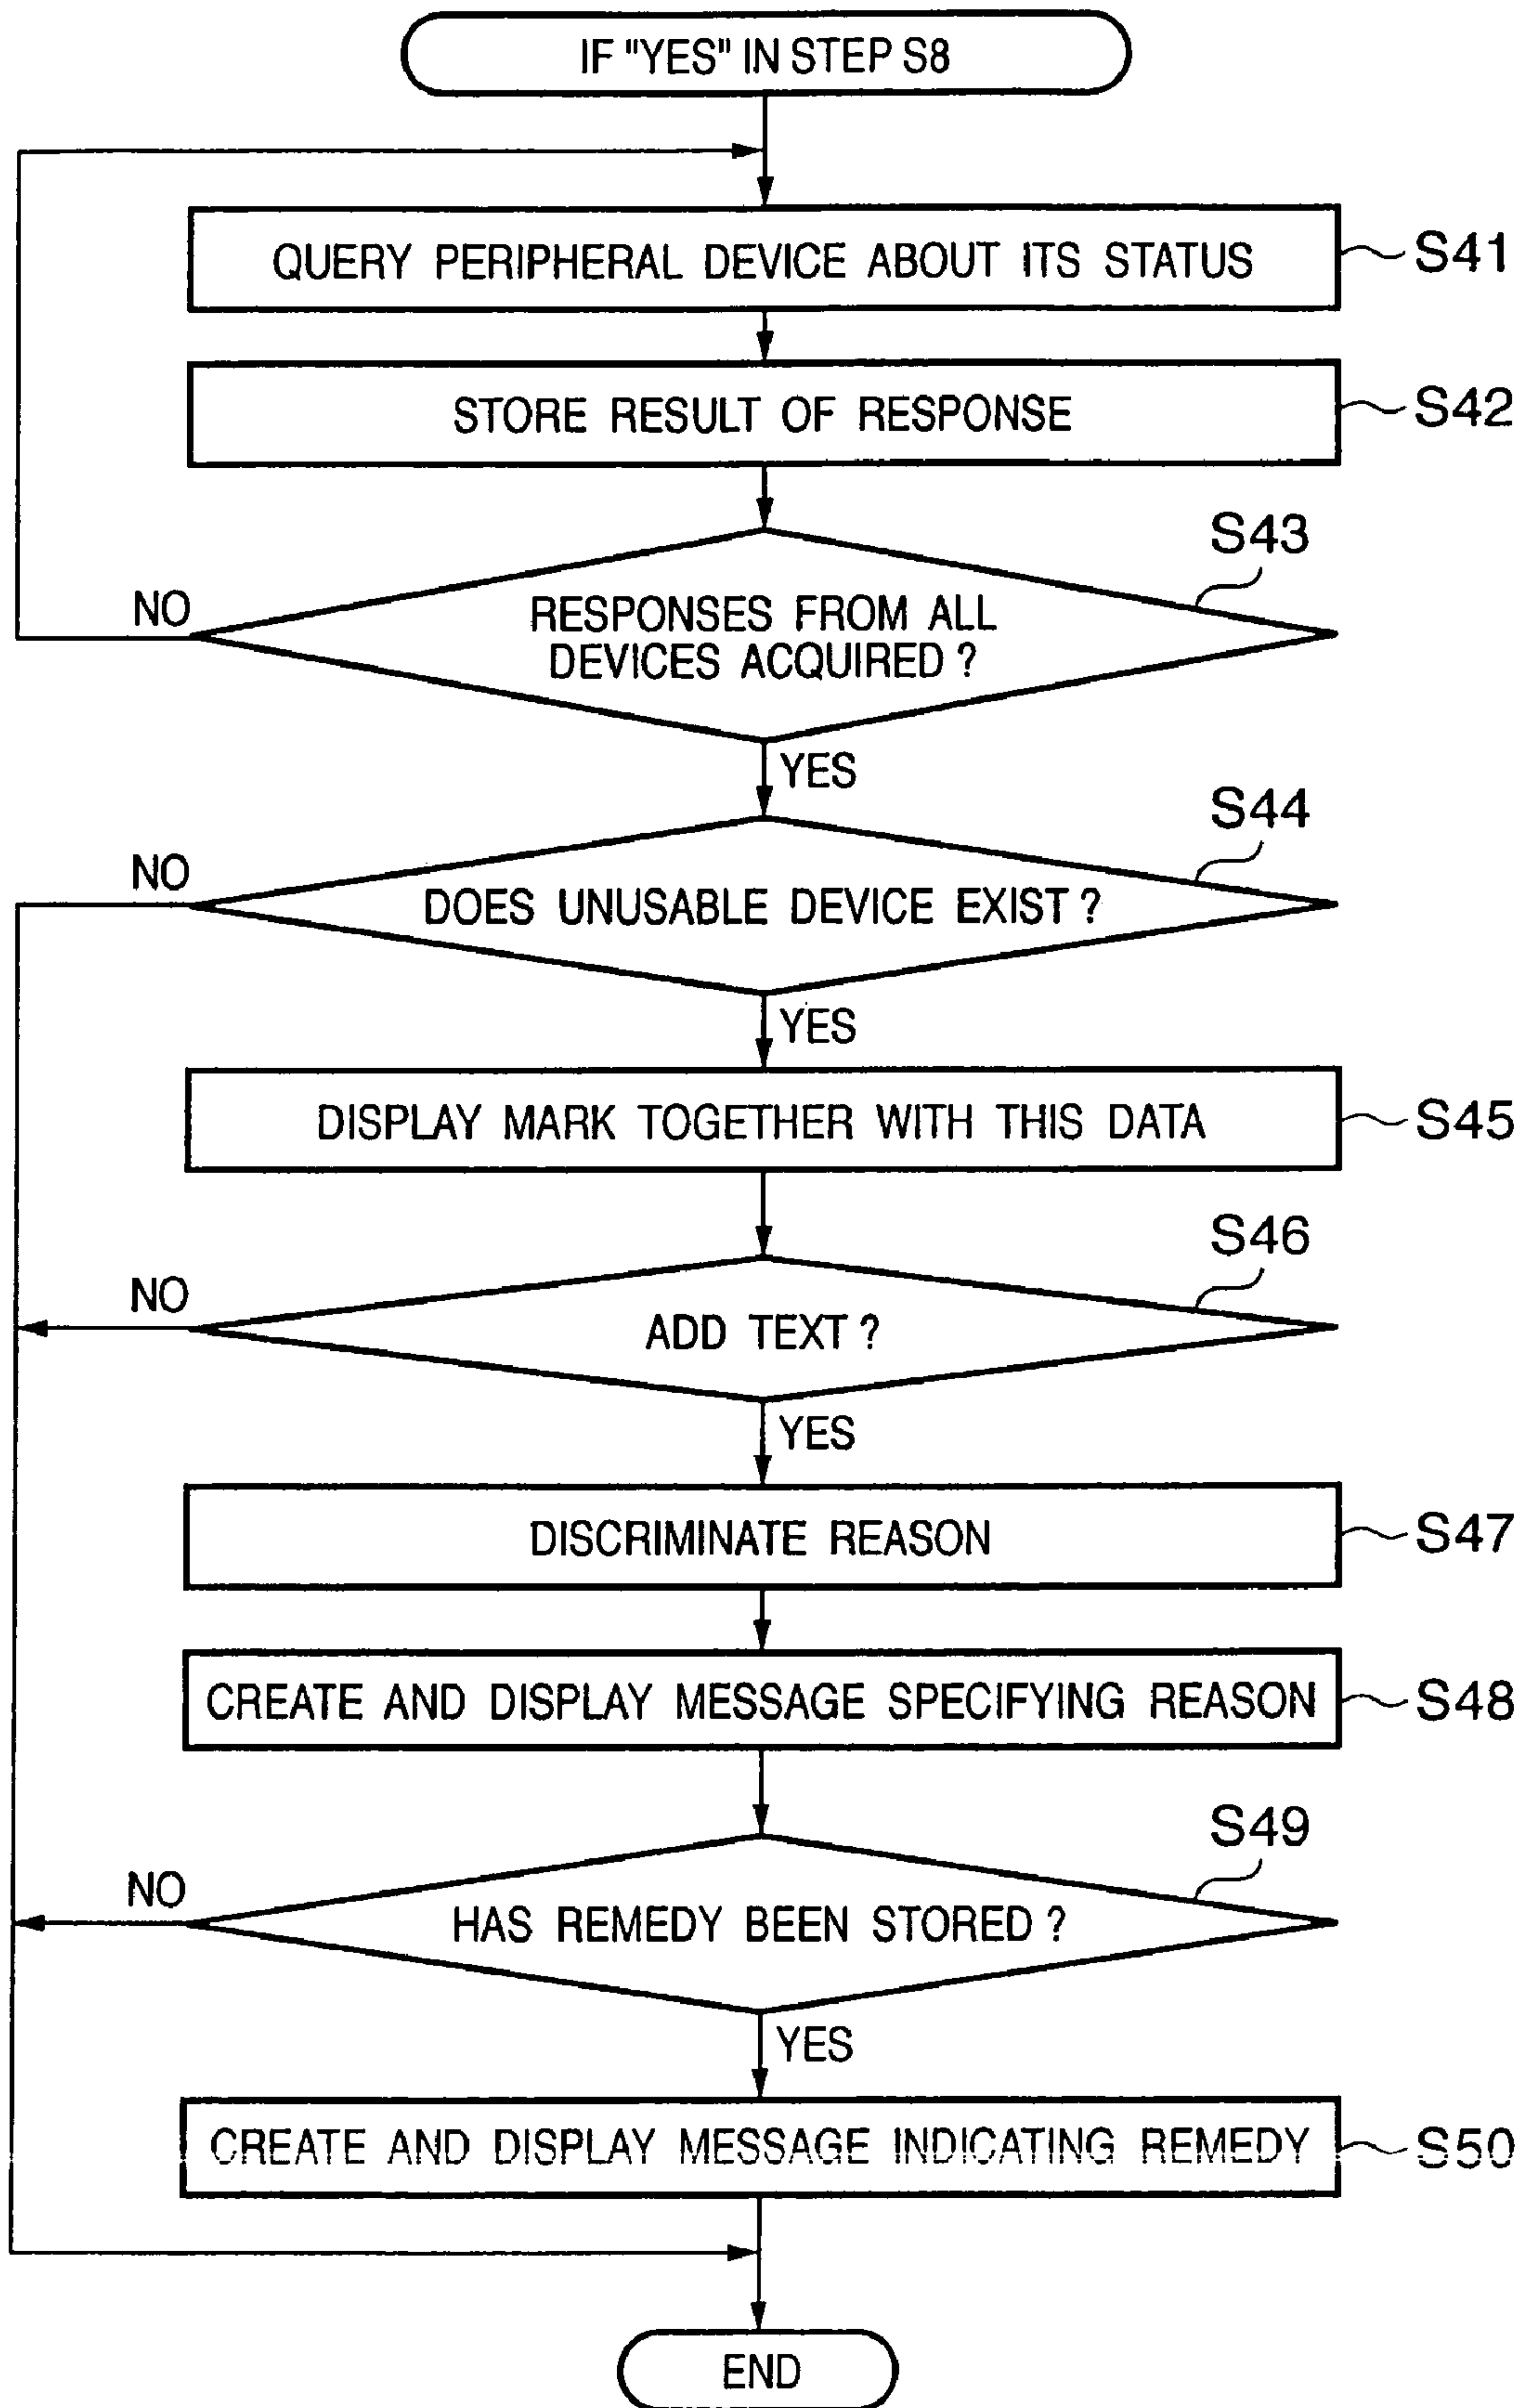 IF "YES" IN STEP S8
QUERY PERIPHERAL DEVICE ABOUT ITS STATUS
S41
STORE RESULT OF RESPONSE
S42
S43
NO
RESPONSES FROM ALL
DEVICES ACQUIRED ?
YES
S44
NO
DOES UNUSABLE DEVICE EXIST ?
YES
DISPLAY MARK TOGETHER WITH THIS DATA
S45
S46
NO
ADD TEXT ?
YES
DISCRIMINATE REASON
S47
CREATE AND DISPLAY MESSAGE SPECIFYING REASON
S48
S49
NO
HAS REMEDY BEEN STORED ?
YES
CREATE AND DISPLAY MESSAGE INDICATING REMEDY
S50
END